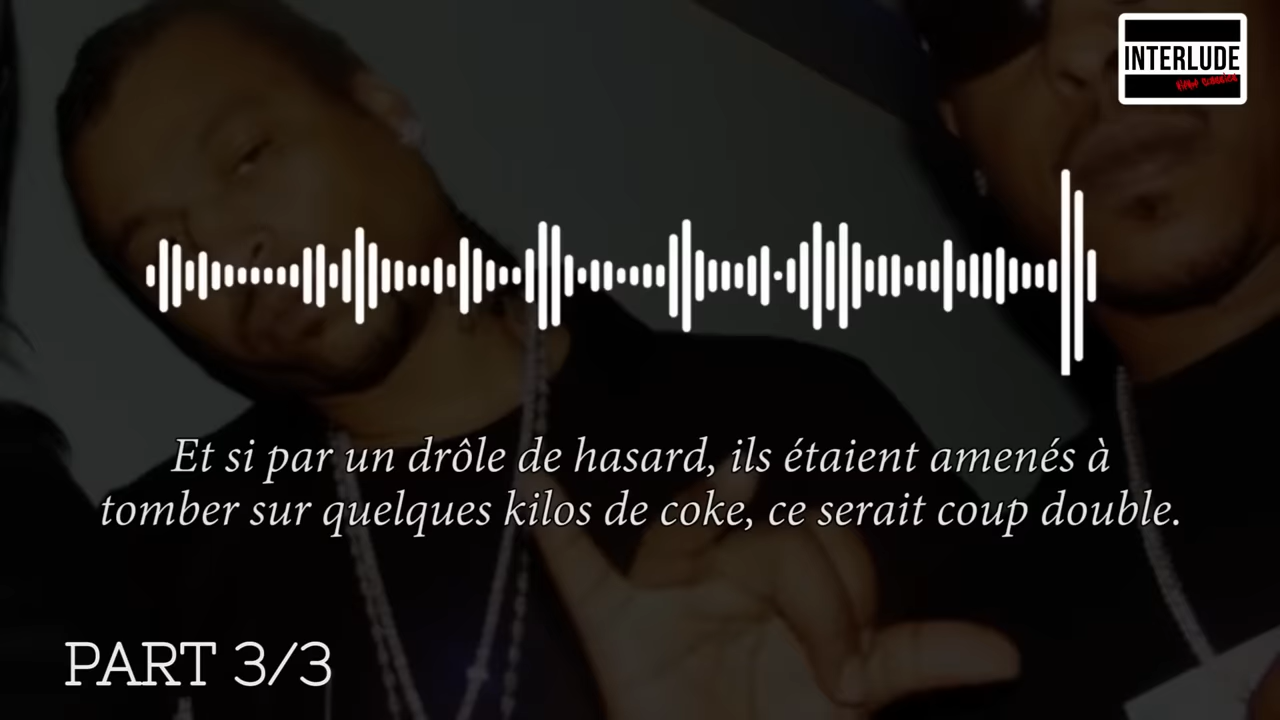 INTERLUDE
Et si par un drôle de hasard, ils étaient amenés à
tomber sur quelques kilos de coke, ce serait coup double.
PART 3/3